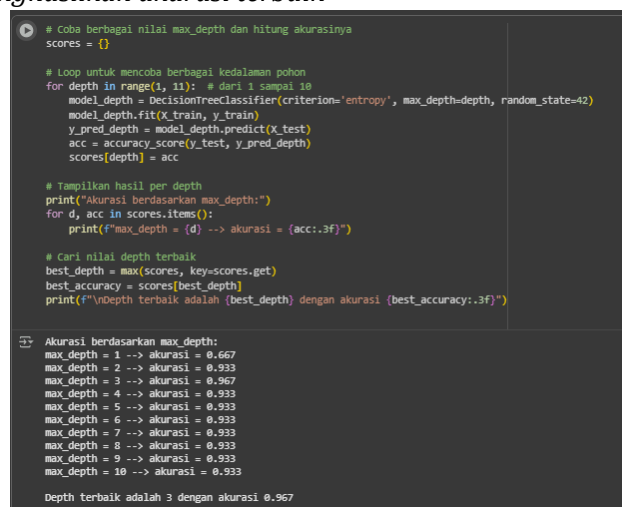 # Coba berbagai nilai max_depth dan hitung akurasinya
scores = {}

# Loop untuk mencoba berbagai kedalaman pohon
for depth in range(1, 11):  # dari 1 sampai 10
    model_depth = DecisionTreeClassifier(criterion='entropy', max_depth=depth, random_state=42)
    model_depth.fit(X_train, y_train)
    y_pred_depth = model_depth.predict(X_test)
    acc = accuracy_score(y_test, y_pred_depth)
    scores[depth] = acc

# Tampilkan hasil per depth
print("Akurasi berdasarkan max_depth:")
for d, acc in scores.items():
    print(f"max_depth = {d} --> akurasi = {acc:.3f}")

# Cari nilai depth terbaik
best_depth = max(scores, key=scores.get)
best_accuracy = scores[best_depth]
print(f"\nDepth terbaik adalah {best_depth} dengan akurasi {best_accuracy:.3f}")

Akurasi berdasarkan max_depth:
max_depth = 1 --> akurasi = 0.667
max_depth = 2 --> akurasi = 0.933
max_depth = 3 --> akurasi = 0.967
max_depth = 4 --> akurasi = 0.933
max_depth = 5 --> akurasi = 0.933
max_depth = 6 --> akurasi = 0.933
max_depth = 7 --> akurasi = 0.933
max_depth = 8 --> akurasi = 0.933
max_depth = 9 --> akurasi = 0.933
max_depth = 10 --> akurasi = 0.933

Depth terbaik adalah 3 dengan akurasi 0.967